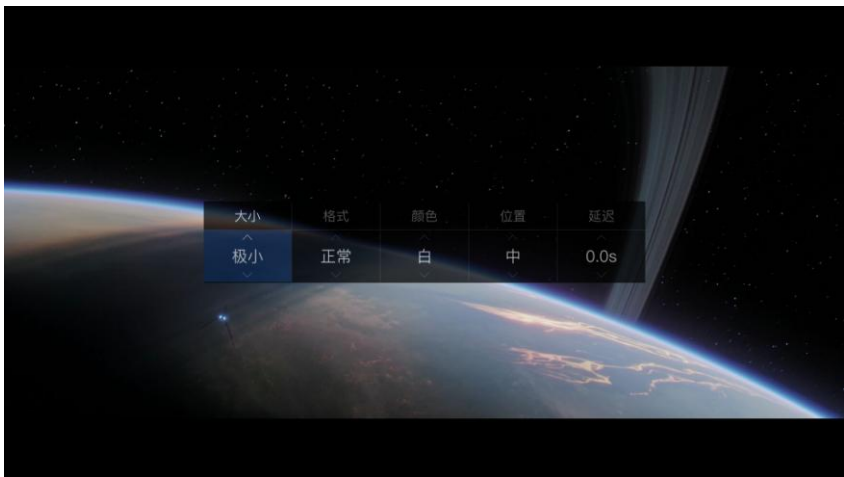 大小 格式 颜色 位置 延迟
极小 正常 白 中 0.0s